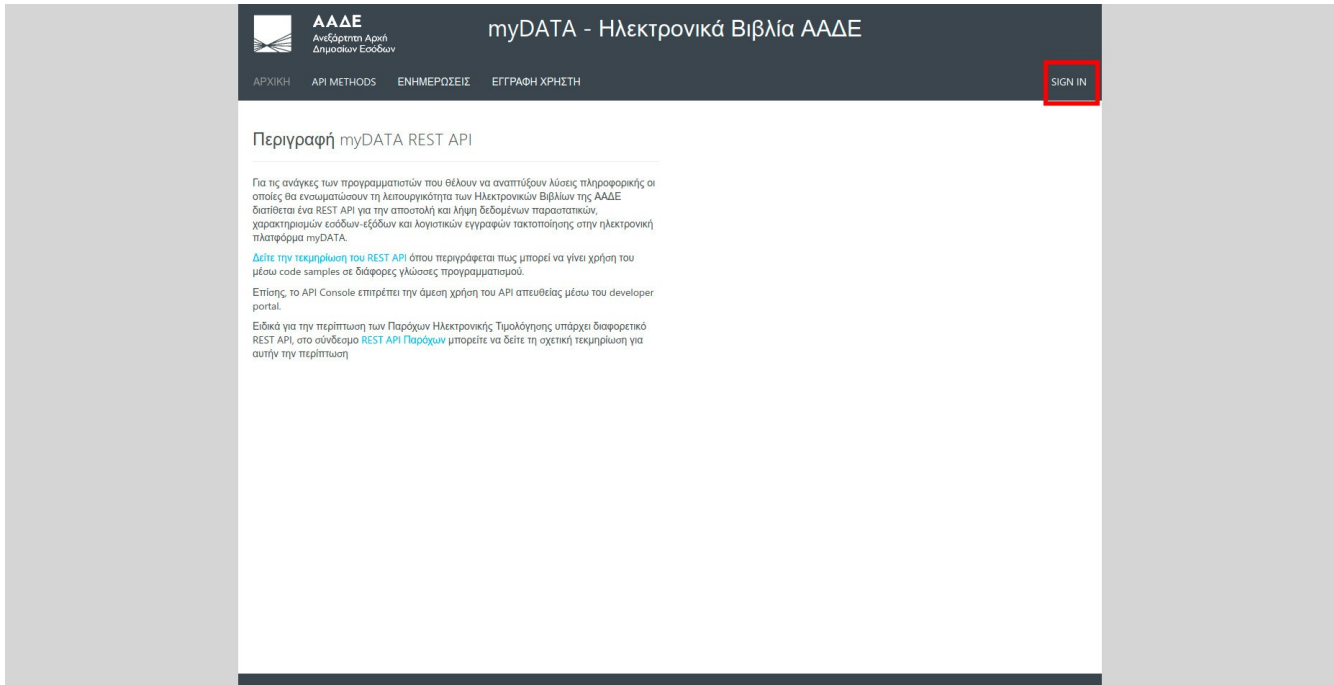 ΑΑΔΕ
Ανεξάρτητη Αρχή
Δημοσίων Εσόδων
myDATA - Ηλεκτρονικά Βιβλία ΑΑΔΕ
ΑΡΧΙΚΗ API METHODS ΕΝΗΜΕΡΩΣΕΙΣ ΕΓΓΡΑΦΗ ΧΡΗΣΤΗ SIGN IN
Περιγραφή myDATA REST API
Για τις ανάγκες των προγραμματιστών που θέλουν να αναπτύξουν λύσεις πληροφορικής οι
οποίες θα ενσωματώσουν τη λειτουργικότητα των Ηλεκτρονικών Βιβλίων της ΑΑΔΕ
διατίθεται ένα REST API για την αποστολή και λήψη δεδομένων παραστατικών,
χαρακτηρισμών εσόδων-εξόδων και λογιστικών εγγραφών τακτοποίησης στην ηλεκτρονική
πλατφόρμα myDATA.
Δείτε την τεκμηρίωση του REST API όπου περιγράφεται πως μπορεί να γίνει χρήση του
μέσω code samples σε διάφορες γλώσσες προγραμματισμού.
Επίσης, το API Console επιτρέπει την άμεση χρήση του API απευθείας μέσω του developer
portal.
Ειδικά για την περίπτωση των Παρόχων Ηλεκτρονικής Τιμολόγησης υπάρχει διαφορετικό
REST API, στο σύνδεσμο REST API Παρόχων μπορείτε να δείτε τη σχετική τεκμηρίωση για
αυτήν την περίπτωση